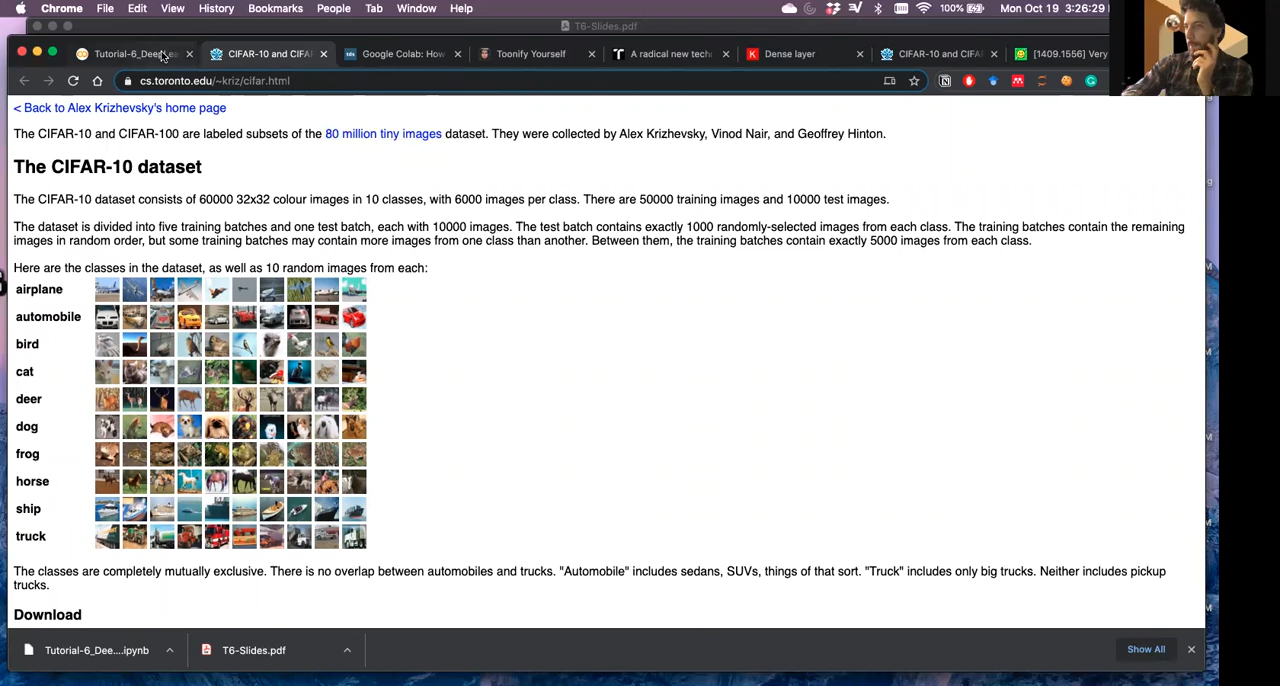 Chrome File Edit View History Bookmarks People Tab Window Help 100% Mon Oct 19 3:26:29
T6-Slides.pdf
Tutorial-6_Dee CIFAR-10 and CIFA Google Colab: How Toonify Yourself A radical new tech Dense layer CIFAR-10 and CIFA [1409.1556] Very
cs.toronto.edu/~kriz/cifar.html
< Back to Alex Krizhevsky's home page
The CIFAR-10 and CIFAR-100 are labeled subsets of the 80 million tiny images dataset. They were collected by Alex Krizhevsky, Vinod Nair, and Geoffrey Hinton.
The CIFAR-10 dataset
The CIFAR-10 dataset consists of 60000 32x32 colour images in 10 classes, with 6000 images per class. There are 50000 training images and 10000 test images.
The dataset is divided into five training batches and one test batch, each with 10000 images. The test batch contains exactly 1000 randomly-selected images from each class. The training batches contain the remaining
images in random order, but some training batches may contain more images from one class than another. Between them, the training batches contain exactly 5000 images from each class.
Here are the classes in the dataset, as well as 10 random images from each:
airplane
automobile
bird
cat
deer
dog
frog
horse
ship
truck
The classes are completely mutually exclusive. There is no overlap between automobiles and trucks. "Automobile" includes sedans, SUVs, things of that sort. "Truck" includes only big trucks. Neither includes pickup
trucks.
Download
Tutorial-6_Dee....ipynb T6-Slides.pdf Show All